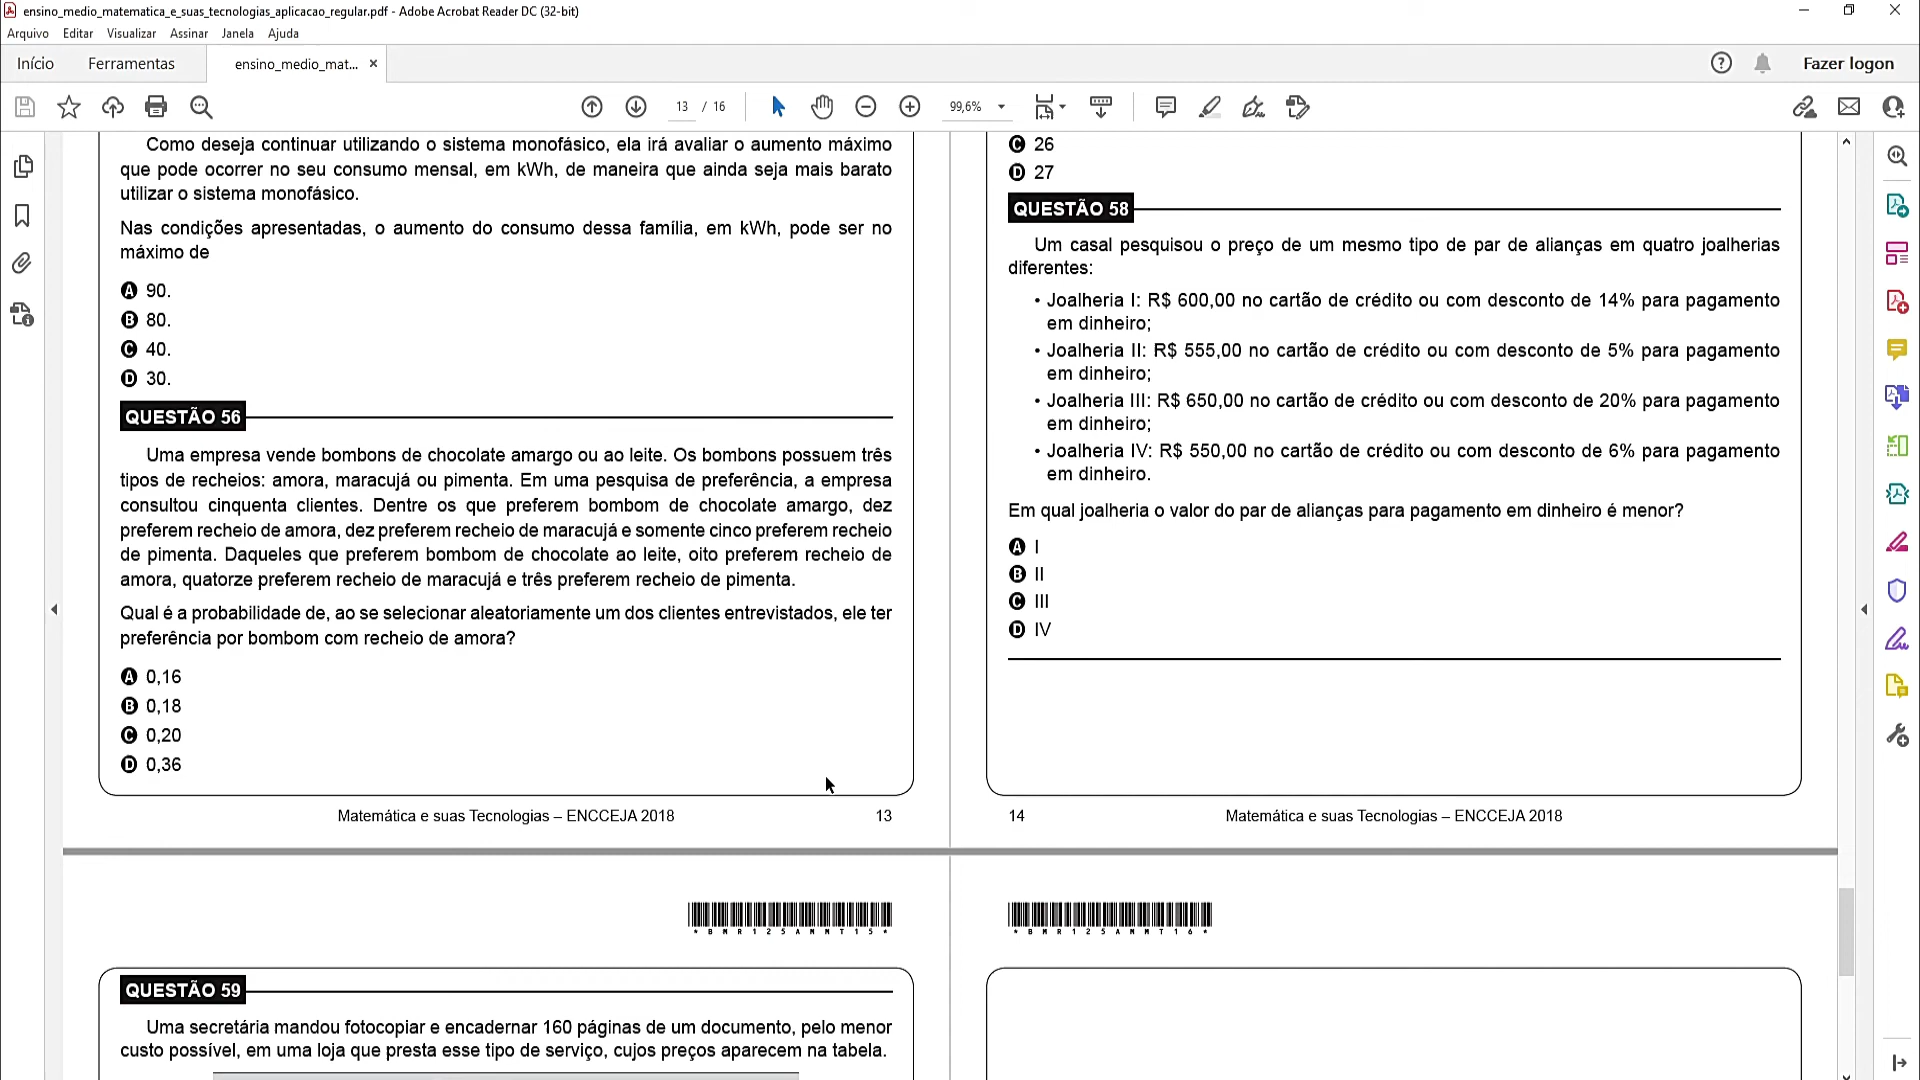 ensino_medio_matematica_e_suas_tecnologias_aplicacao_regular.pdf - Adobe Acrobat Reader DC (32-bit)
Arquivo Editar Visualizar Assinar Janela Ajuda
Início Ferramentas ensino_medio_mat... × Fazer logon
13 / 16 99,6%
Como deseja continuar utilizando o sistema monofásico, ela irá avaliar o aumento máximo
que pode ocorrer no seu consumo mensal, em kWh, de maneira que ainda seja mais barato
utilizar o sistema monofásico.
Nas condições apresentadas, o aumento do consumo dessa família, em kWh, pode ser no
máximo de
A 90.
B 80.
C 40.
D 30.
QUESTÃO 56
Uma empresa vende bombons de chocolate amargo ou ao leite. Os bombons possuem três
tipos de recheios: amora, maracujá ou pimenta. Em uma pesquisa de preferência, a empresa
consultou cinquenta clientes. Dentre os que preferem bombom de chocolate amargo, dez
preferem recheio de amora, dez preferem recheio de maracujá e somente cinco preferem recheio
de pimenta. Daqueles que preferem bombom de chocolate ao leite, oito preferem recheio de
amora, quatorze preferem recheio de maracujá e três preferem recheio de pimenta.
Qual é a probabilidade de, ao se selecionar aleatoriamente um dos clientes entrevistados, ele ter
preferência por bombom com recheio de amora?
A 0,16
B 0,18
C 0,20
D 0,36
Matemática e suas Tecnologias – ENCCEJA 2018 13
C 26
D 27
QUESTÃO 58
Um casal pesquisou o preço de um mesmo tipo de par de alianças em quatro joalherias
diferentes:
• Joalheria I: R$ 600,00 no cartão de crédito ou com desconto de 14% para pagamento
em dinheiro;
• Joalheria II: R$ 555,00 no cartão de crédito ou com desconto de 5% para pagamento
em dinheiro;
• Joalheria III: R$ 650,00 no cartão de crédito ou com desconto de 20% para pagamento
em dinheiro;
• Joalheria IV: R$ 550,00 no cartão de crédito ou com desconto de 6% para pagamento
em dinheiro.
Em qual joalheria o valor do par de alianças para pagamento em dinheiro é menor?
A I
B II
C III
D IV
14 Matemática e suas Tecnologias – ENCCEJA 2018
*BMR125AMMT15*
QUESTÃO 59
Uma secretária mandou fotocopiar e encadernar 160 páginas de um documento, pelo menor
custo possível, em uma loja que presta esse tipo de serviço, cujos preços aparecem na tabela.
*BMR125AMMT16*